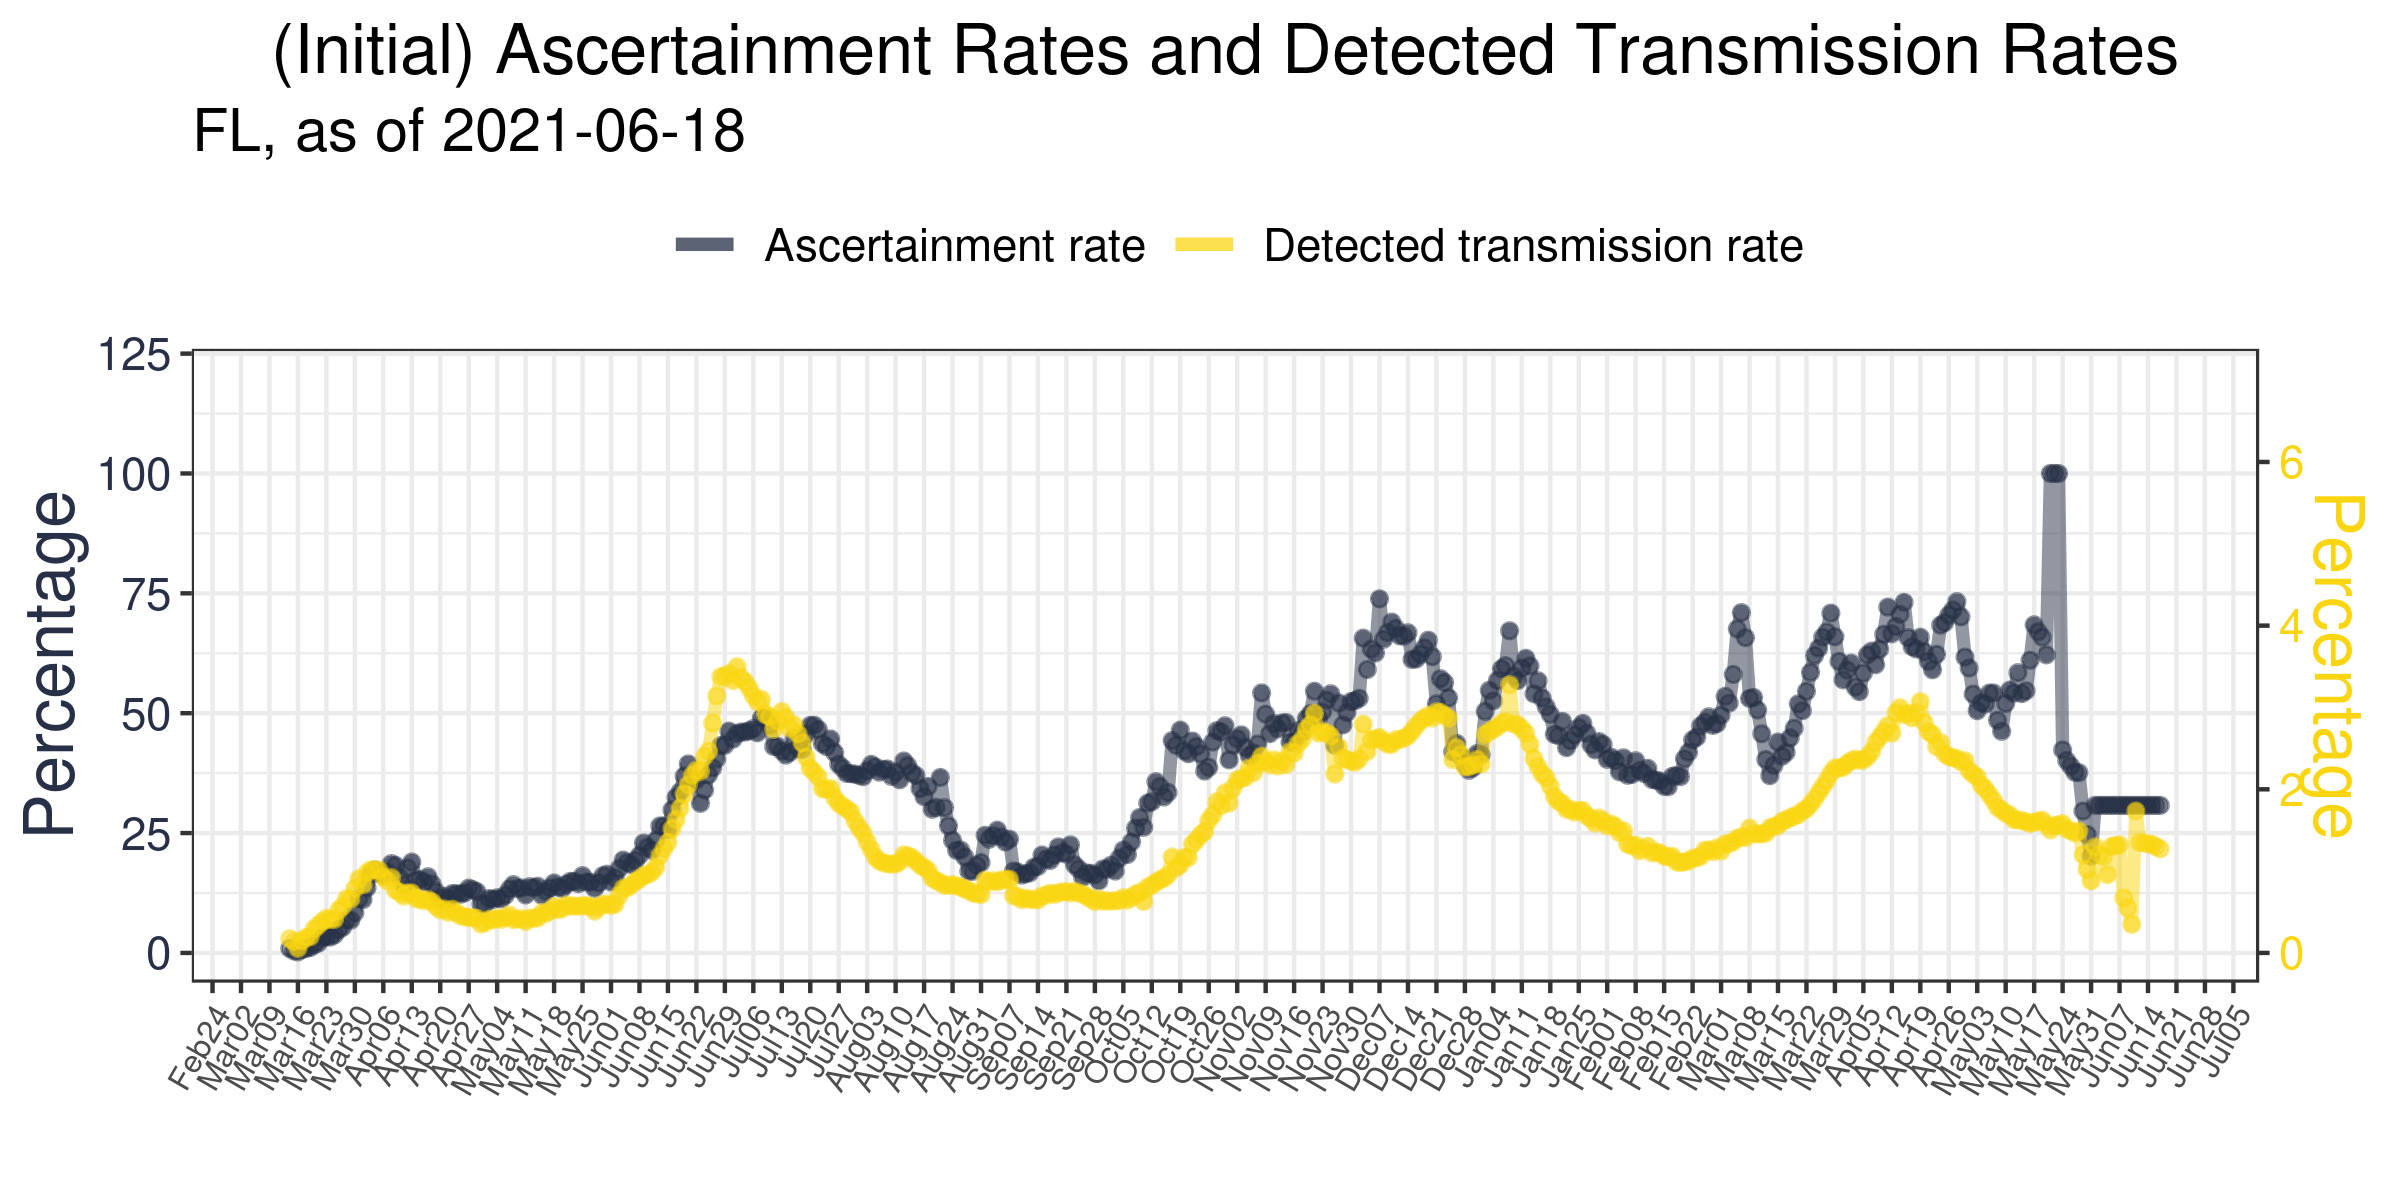 (Initial) Ascertainment Rates and Detected Transmission Rates
FL, as of 2021-06-18
Ascertainment rate
Detected transmission rate
125
100
75
50
25
0
Percentage
6
4
2
0
Percentage
Feb24
Mar02
Mar09
Mar16
Mar23
Mar30
Apr06
Apr13
Apr20
Apr27
May04
May11
May18
May25
Jun01
Jun08
Jun15
Jun22
Jun29
Jul06
Jul13
Jul20
Jul27
Aug03
Aug10
Aug17
Aug24
Aug31
Sep07
Sep14
Sep21
Sep28
Oct05
Oct12
Oct19
Oct26
Nov02
Nov09
Nov16
Nov23
Nov30
Dec07
Dec14
Dec21
Dec28
Jan04
Jan11
Jan18
Jan25
Feb01
Feb08
Feb15
Feb22
Mar01
Mar08
Mar15
Mar22
Mar29
Apr05
Apr12
Apr19
Apr26
May03
May10
May17
May24
May31
Jun07
Jun14
Jun21
Jun28
Jul05